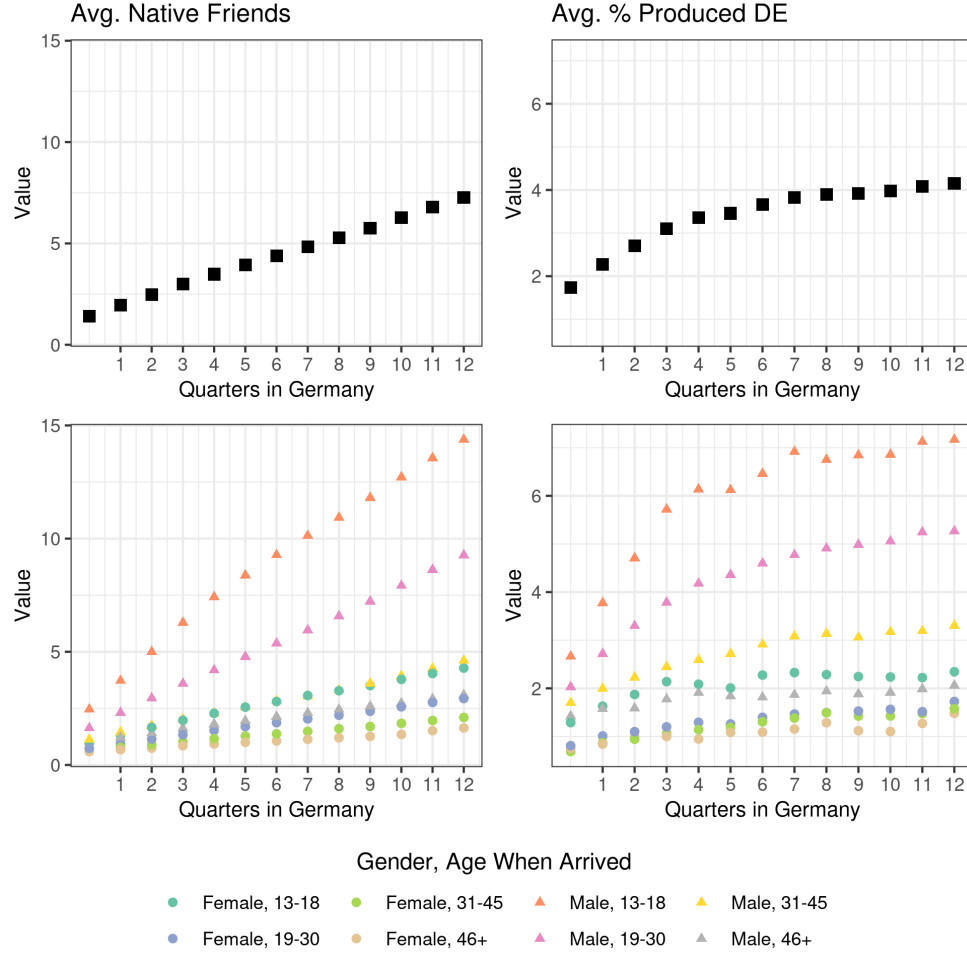 Avg. Native Friends
Avg. % Produced DE
15
10
5
0
Value
1 2 3 4 5 6 7 8 9 10 11 12
Quarters in Germany
6
4
2
Value
1 2 3 4 5 6 7 8 9 10 11 12
Quarters in Germany
15
10
5
0
Value
1 2 3 4 5 6 7 8 9 10 11 12
Quarters in Germany
6
4
2
Value
1 2 3 4 5 6 7 8 9 10 11 12
Quarters in Germany
Gender, Age When Arrived
Female, 13-18 Female, 31-45 Male, 13-18 Male, 31-45
Female, 19-30 Female, 46+ Male, 19-30 Male, 46+